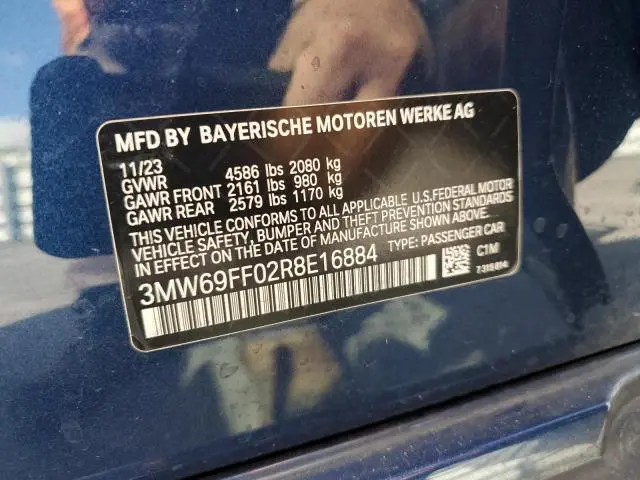 MFD BY BAYERISCHE MOTOREN WERKE AG
11/23
GVWR 4586 lbs 2080 kg
GAWR FRONT 2161 lbs 980 kg
GAWR REAR 2579 lbs 1170 kg
THIS VEHICLE CONFORMS TO ALL APPLICABLE U.S.FEDERAL MOTOR
VEHICLE SAFETY, BUMPER AND THEFT PREVENTION STANDARDS
IN EFFECT ON THE DATE OF MANUFACTURE SHOWN ABOVE.
3MW69FF02R8E16884 TYPE: PASSENGER CAR
C1M